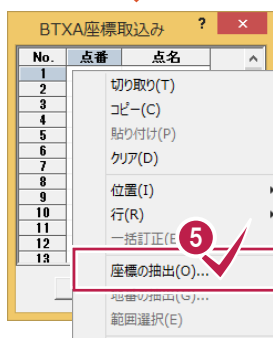 BTXA座標取込み ? ×
No. 点番 点名
1
2 切り取り(T)
3 コピー(C)
4
5 貼り付け(P)
6
7 クリア(D)
8
9 位置(I)
10 行(R)
11
12 一括訂正(E)
5
13 座標の抽出(O)...
地番の抽出(G)...
範囲選択(E)